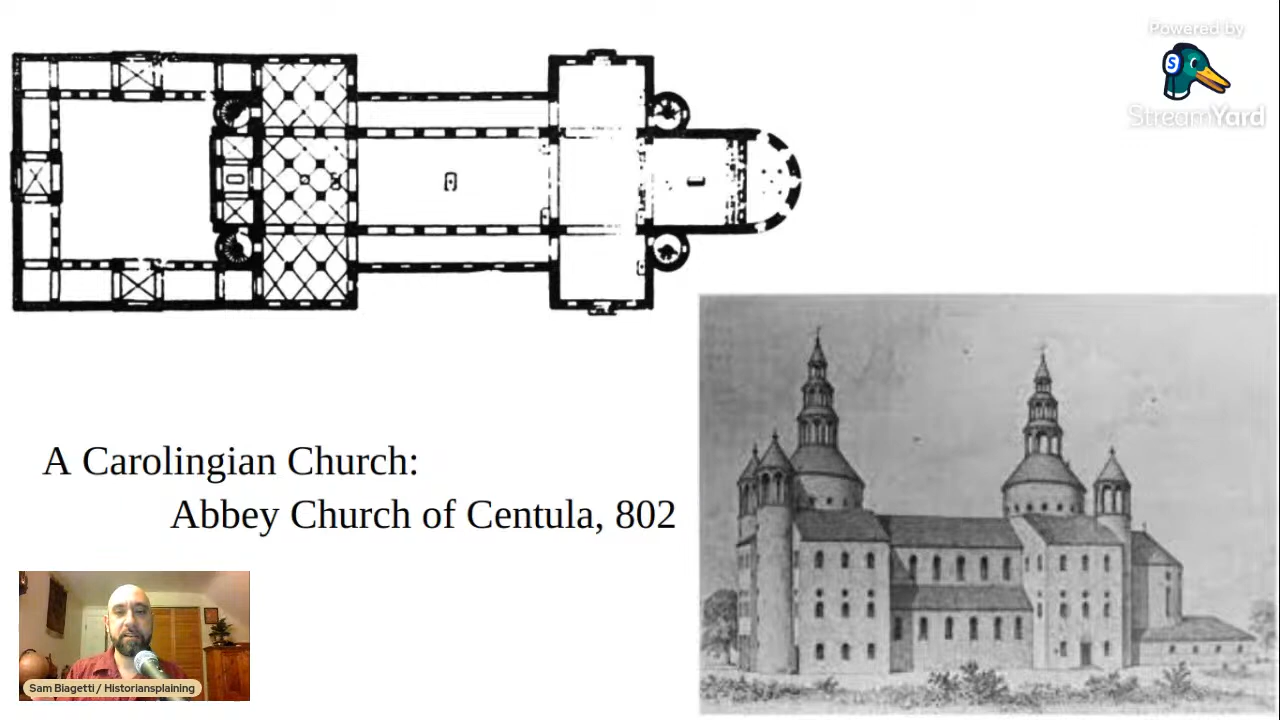 Powered by
S
StreamYard
A Carolingian Church:
Abbey Church of Centula, 802
Sam Biagetti / Historiansplaining